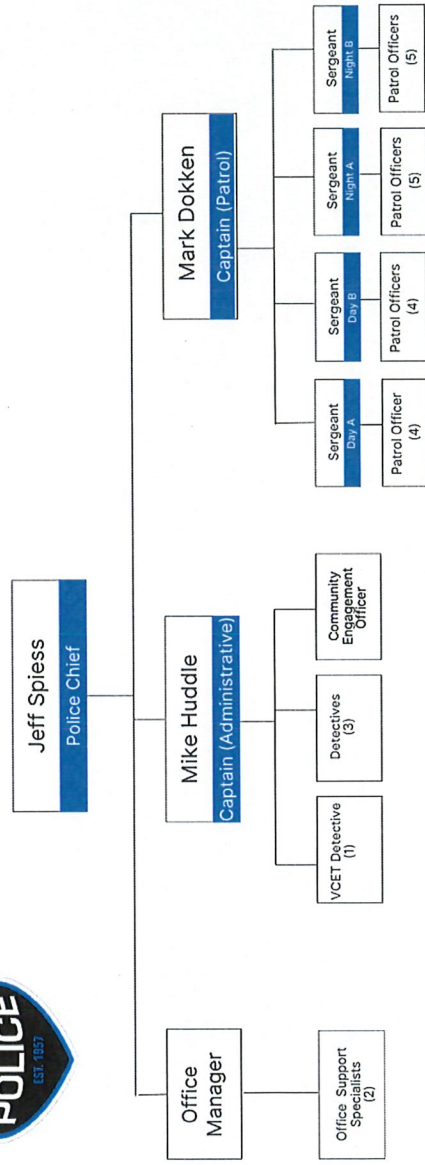 POLICE
EST. 1957
Jeff Spiess
Police Chief
Office
Manager
Office Support
Specialists
(2)
Mike Huddle
Captain (Administrative)
VCET Detective
(1)
Detectives
(3)
Community
Engagement
Officer
Mark Dokken
Captain (Patrol)
Sergeant
Day A
Patrol Officer
(4)
Sergeant
Day B
Patrol Officers
(4)
Sergeant
Night A
Patrol Officers
(5)
Sergeant
Night B
Patrol Officers
(5)